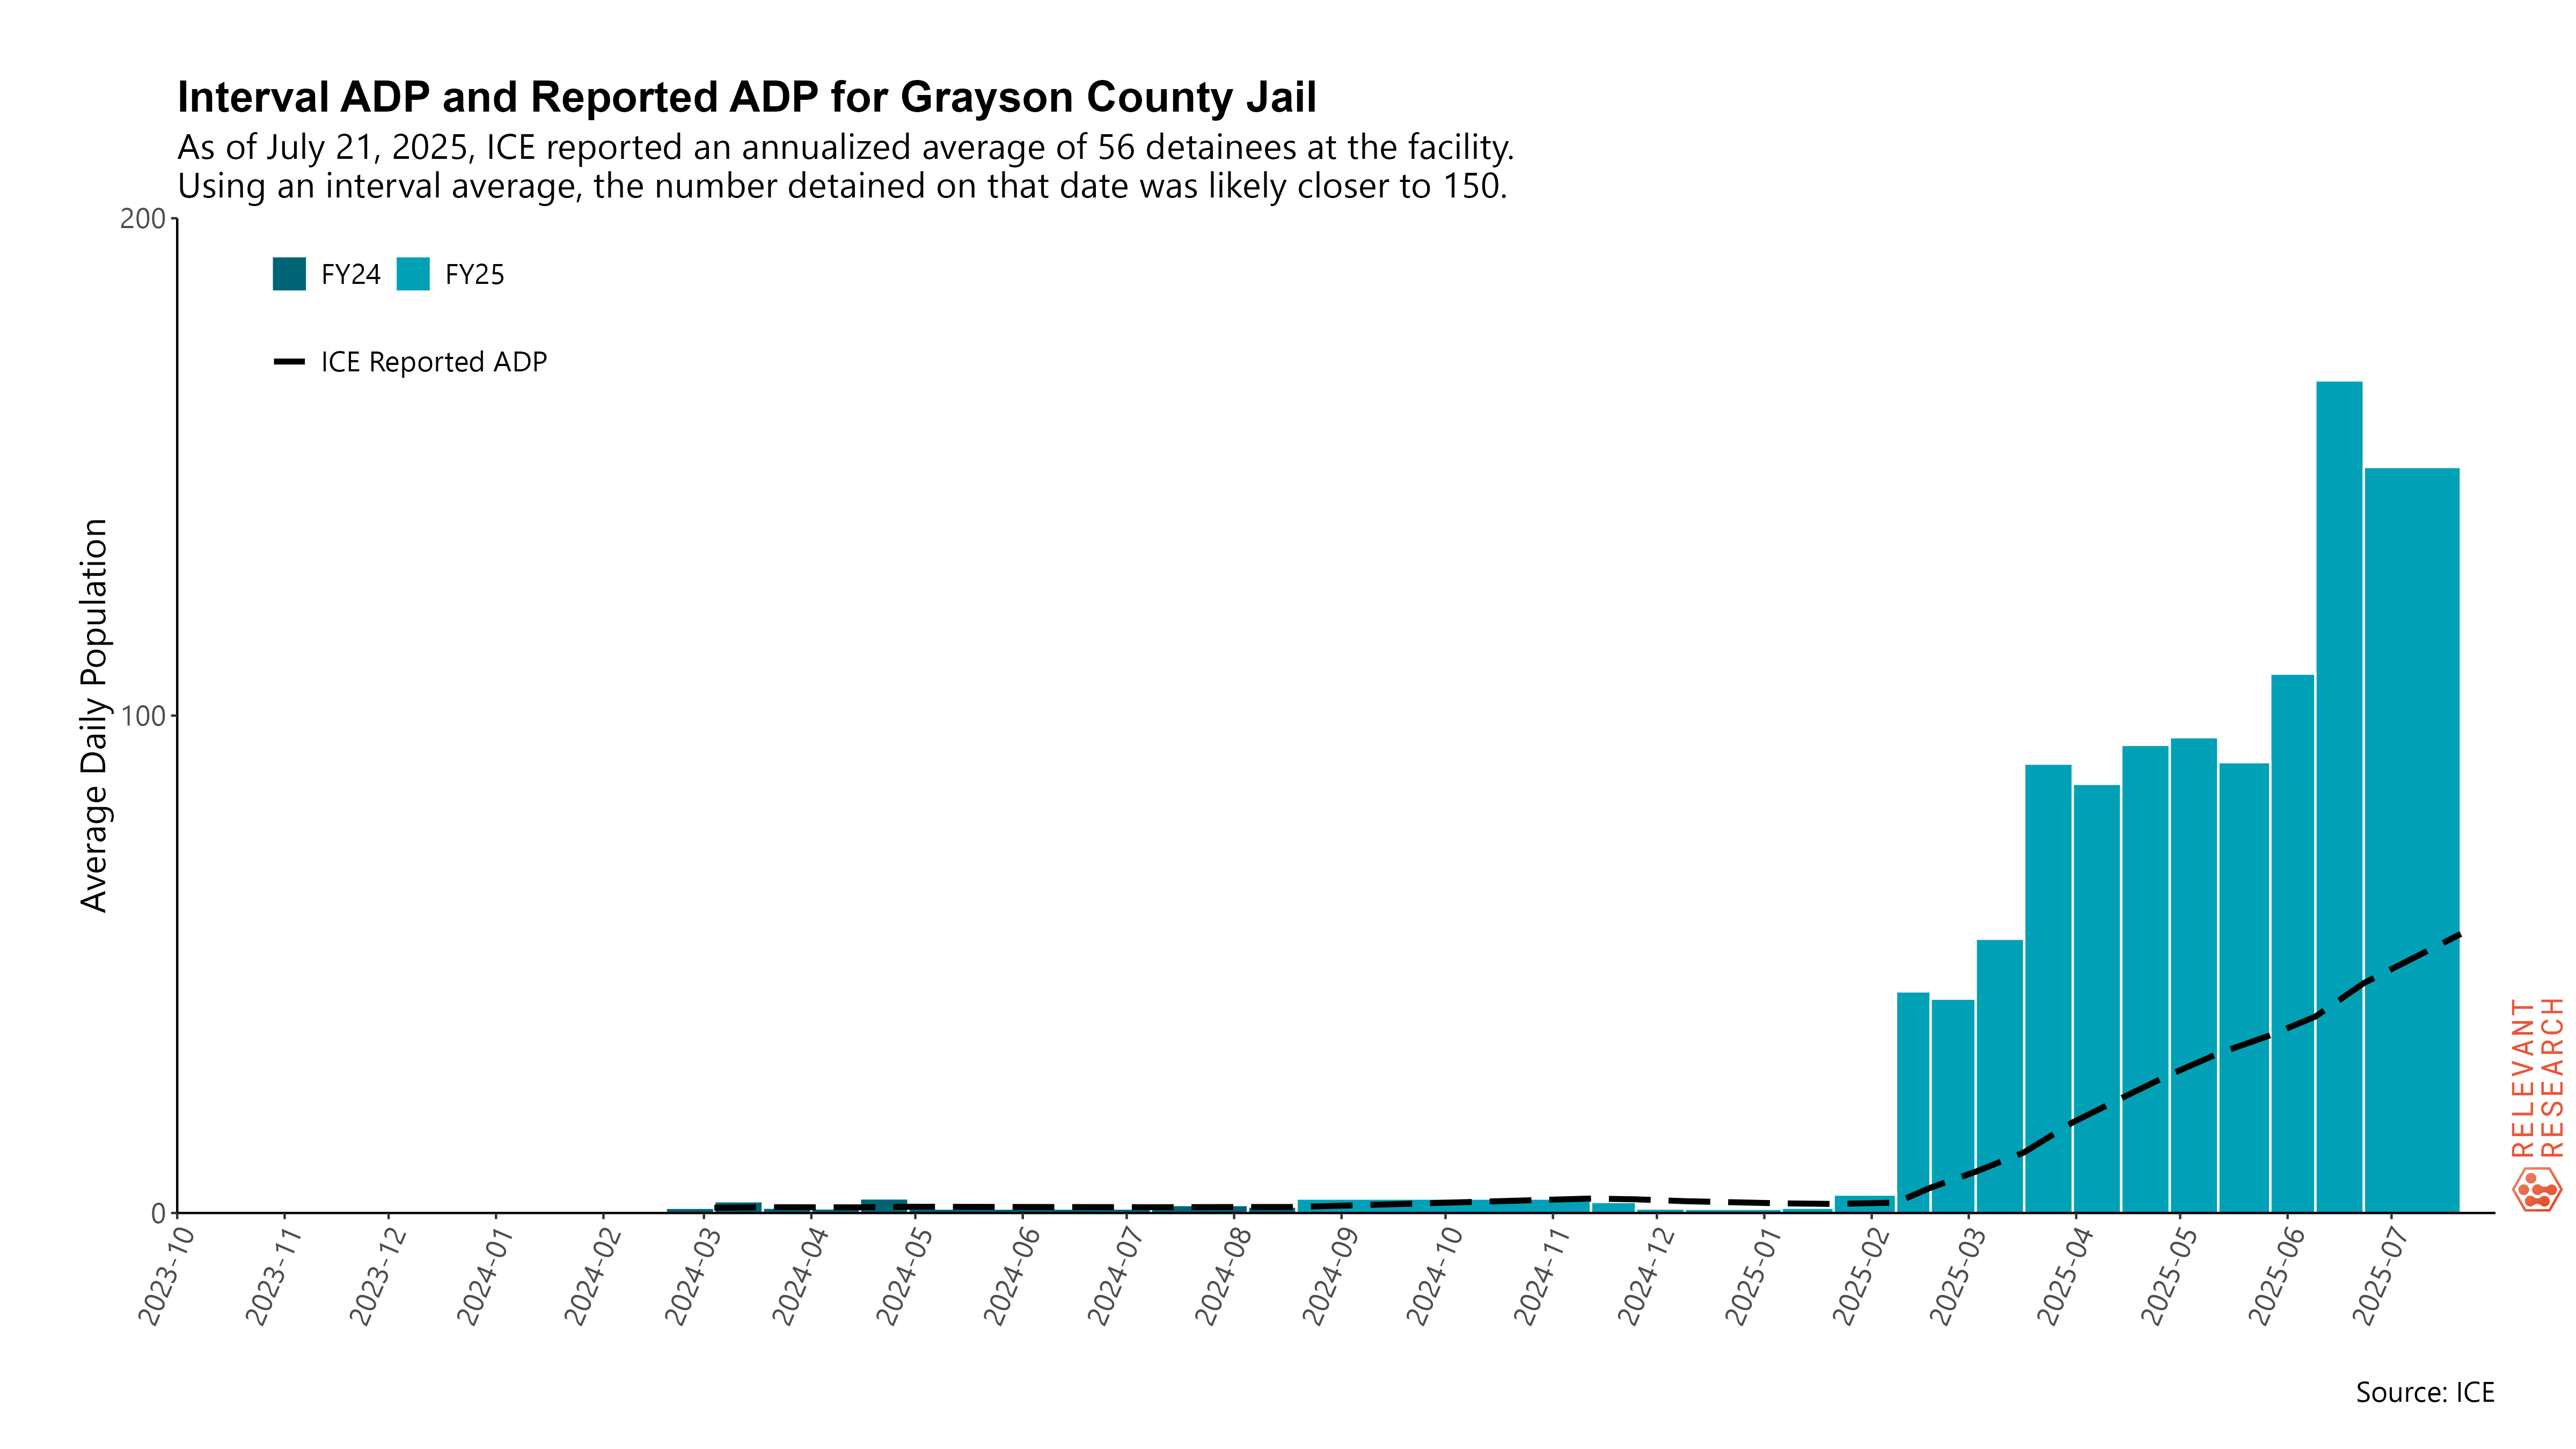 Interval ADP and Reported ADP for Grayson County Jail
As of July 21, 2025, ICE reported an annualized average of 56 detainees at the facility.
Using an interval average, the number detained on that date was likely closer to 150.
200
FY24 FY25
ICE Reported ADP
Average Daily Population
100
0
2023-10 2023-11 2023-12 2024-01 2024-02 2024-03 2024-04 2024-05 2024-06 2024-07 2024-08 2024-09 2024-10 2024-11 2024-12 2025-01 2025-02 2025-03 2025-04 2025-05 2025-06 2025-07
RELEVANT
RESEARCH
Source: ICE